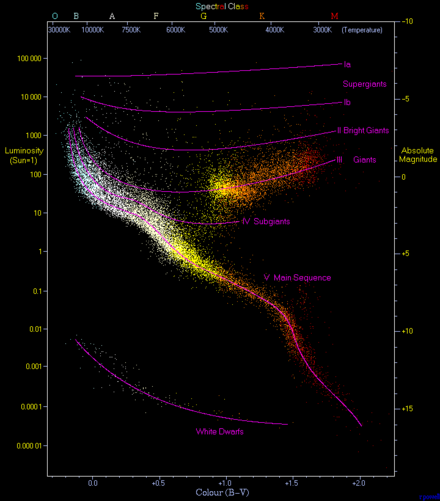 Spectral Class
O B A F G K M
30000K 10000K 7500K 6000K 5000K 4000K 3000K (Temperature)
-10
Ia
100 000
Supergiants
10 000
Ib
-5
1000
II Bright Giants
Luminosity
(Sun=1)
Absolute
Magnitude
III Giants
100
0
10
IV Subgiants
1
+5
V Main Sequence
0.1
0.01
+10
0.001
0.0001
+15
White Dwarfs
0.000 01
0.0 +0.5 +1.0 +1.5 +2.0
Colour (B-V)